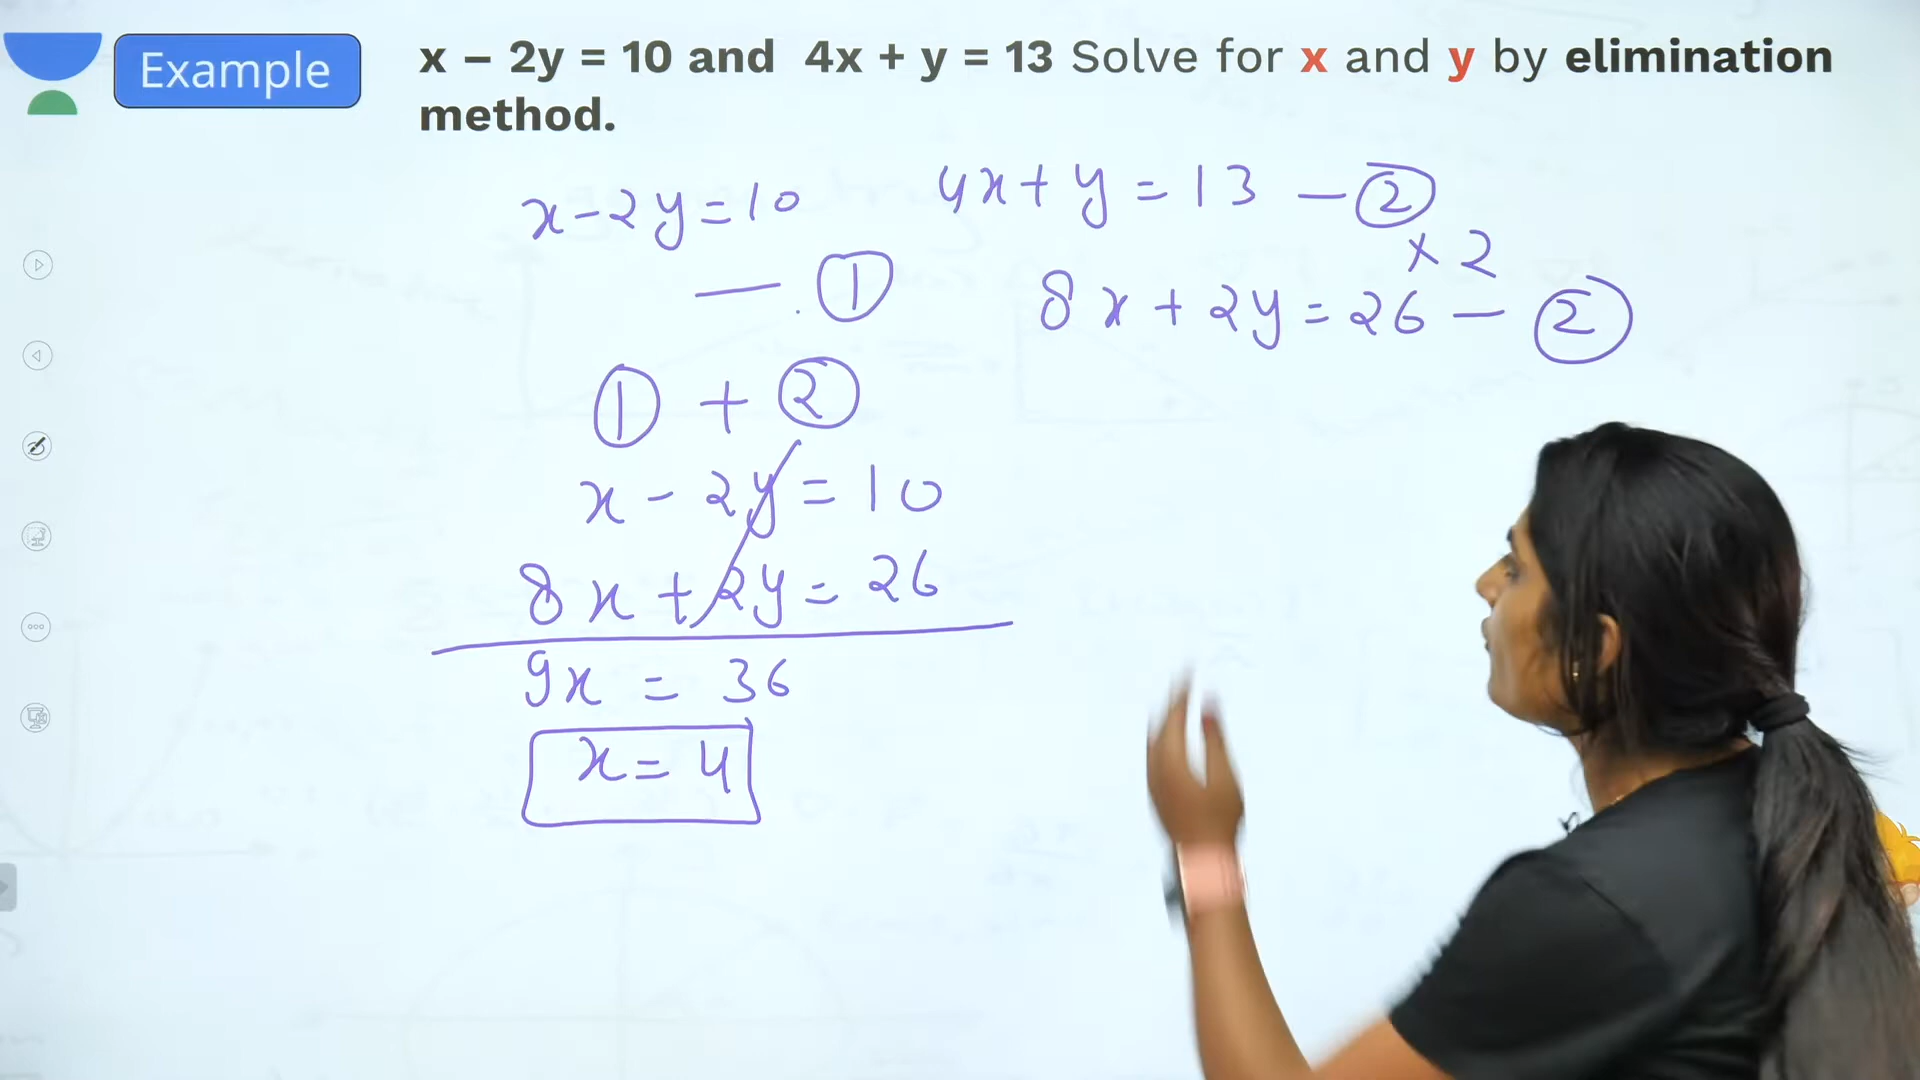 Example
x – 2y = 10 and 4x + y = 13 Solve for x and y by elimination
method.
x-2y=10
— ①
4x+y=13 — ②
×2
8x+2y=26 — ②
① + ②
x-2y=10
8x+2y=26
9x=36
x=4